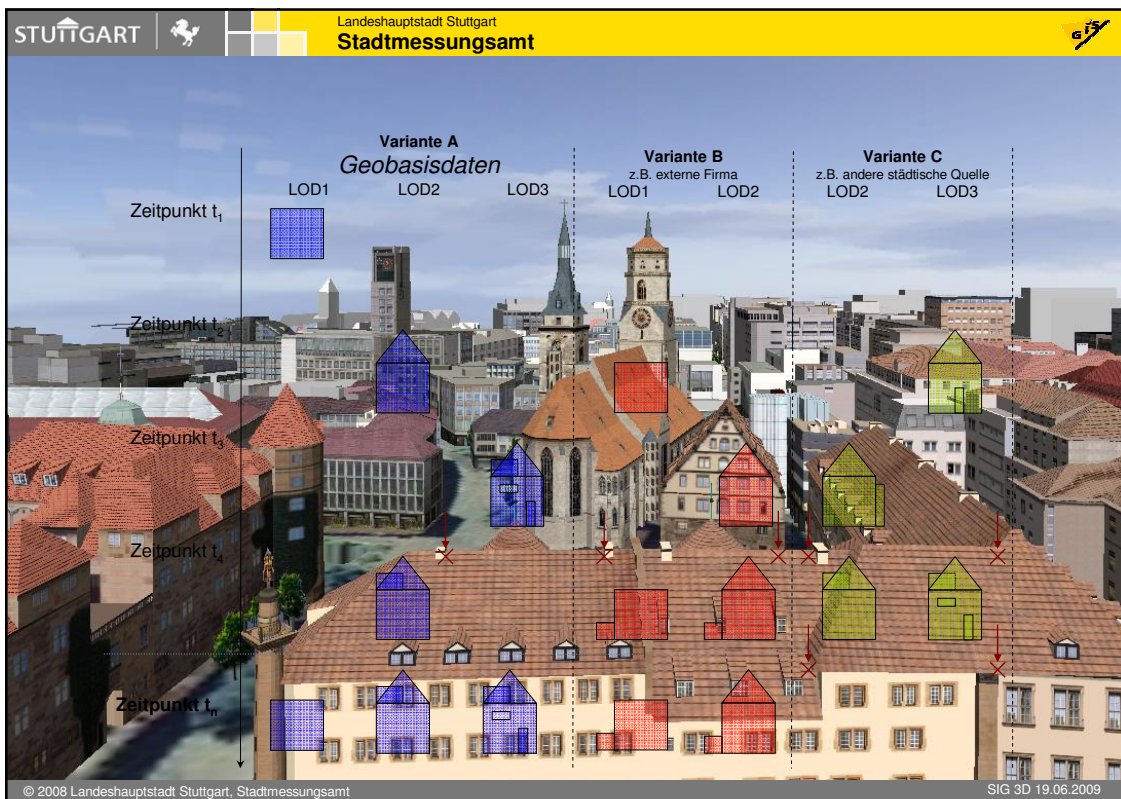 STUTTGART
Landeshauptstadt Stuttgart
Stadtmessungsamt
GIS
Variante A
Geobasisdaten
LOD1 LOD2 LOD3
Variante B
z.B. externe Firma
LOD1 LOD2
Variante C
z.B. andere städtische Quelle
LOD2 LOD3
Zeitpunkt t1
Zeitpunkt t2
Zeitpunkt t3
Zeitpunkt t4
Zeitpunkt tn
© 2008 Landeshauptstadt Stuttgart, Stadtmessungsamt
SIG 3D 19.06.2009